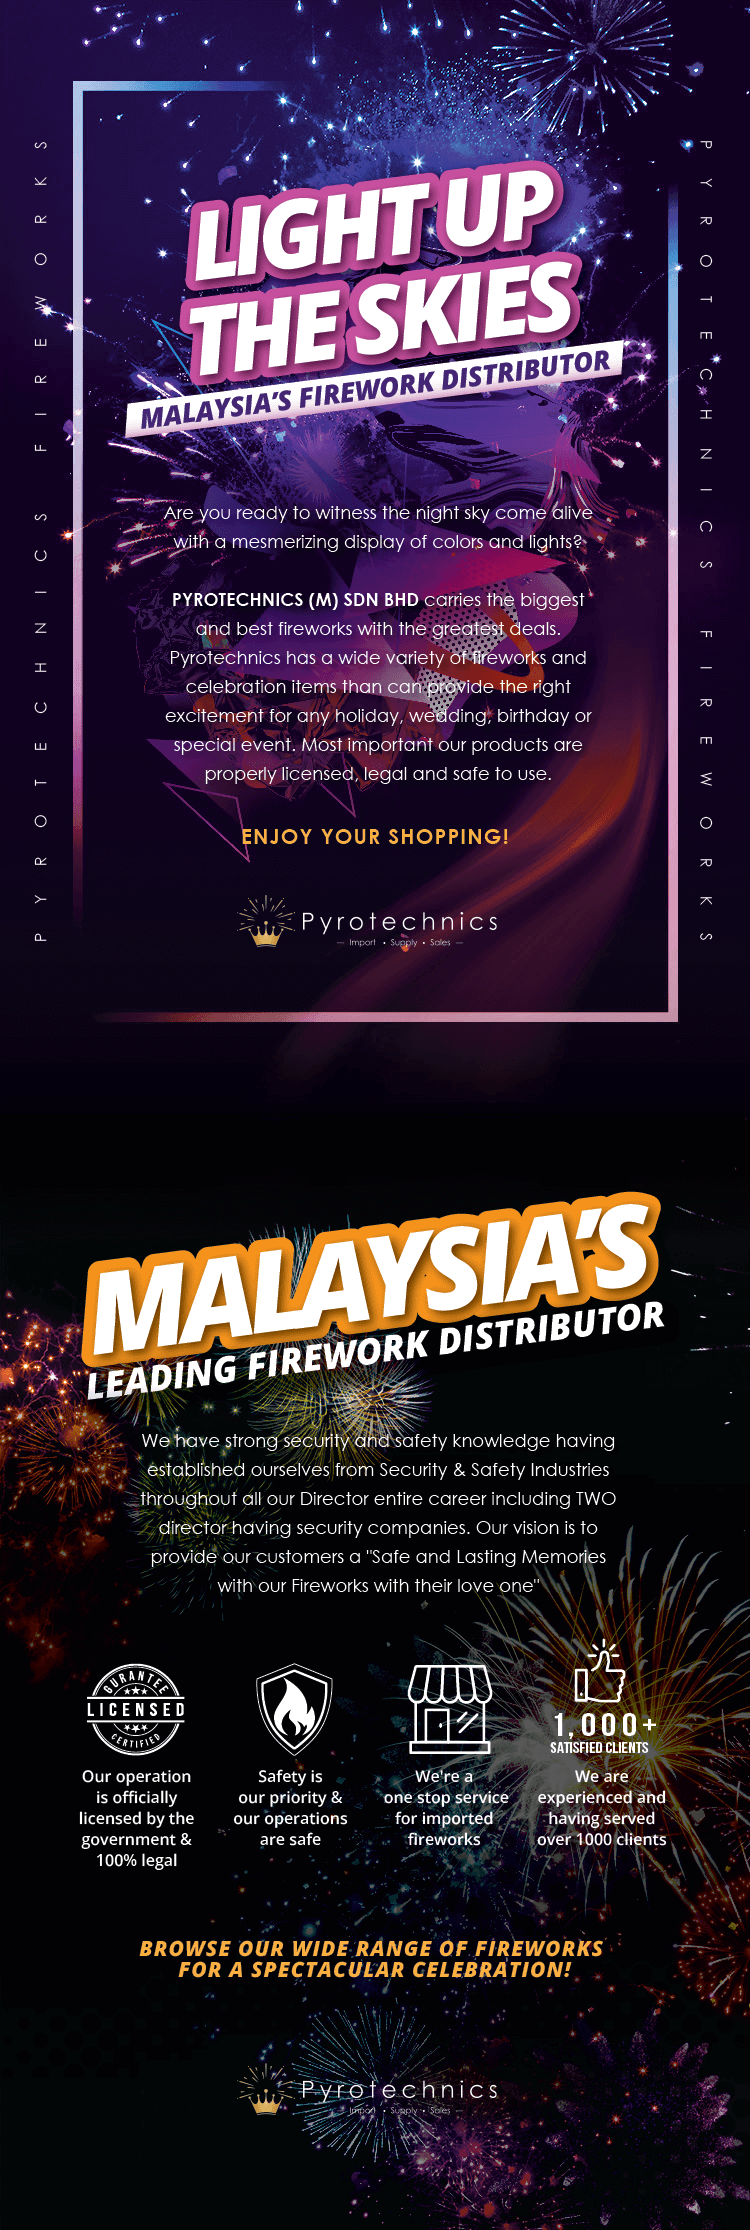 PYROTECHNICS FIREWORKS
PYROTECHNICS FIREWORKS
LIGHT UP
THE SKIES
MALAYSIA'S FIREWORK DISTRIBUTOR
Are you ready to witness the night sky come alive
with a mesmerizing display of colors and lights?
PYROTECHNICS (M) SDN BHD carries the biggest
and best fireworks with the greatest deals.
Pyrotechnics has a wide variety of fireworks and
celebration items than can provide the right
excitement for any holiday, wedding, birthday or
special event. Most important our products are
properly licensed, legal and safe to use.
ENJOY YOUR SHOPPING!
Pyrotechnics
— Import • Supply • Sales —
MALAYSIA'S
LEADING FIREWORK DISTRIBUTOR
We have strong security and safety knowledge having
established ourselves from Security & Safety Industries
throughout all our Director entire career including TWO
director having security companies. Our vision is to
provide our customers a "Safe and Lasting Memories
with our Fireworks with their love one"
GURANTEE
LICENSED
CERTIFIED
Our operation
is officially
licensed by the
government &
100% legal
Safety is
our priority &
our operations
are safe
We're a
one stop service
for imported
fireworks
1,000+
SATISFIED CLIENTS
We are
experienced and
having served
over 1000 clients
BROWSE OUR WIDE RANGE OF FIREWORKS
FOR A SPECTACULAR CELEBRATION!
Pyrotechnics
— Import • Supply • Sales —